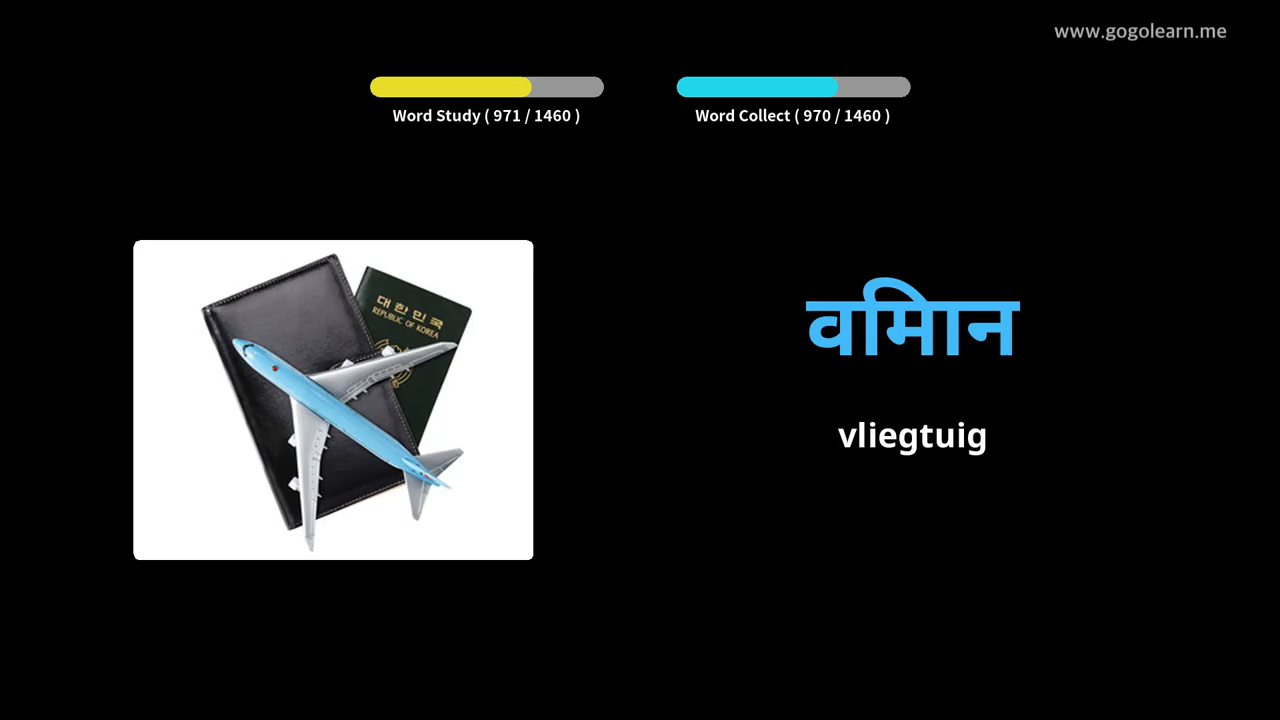 www.gogolearn.me
Word Study ( 971 / 1460 )
Word Collect ( 970 / 1460 )
대한민국
REPUBLIC OF KOREA
वमिान
vliegtuig